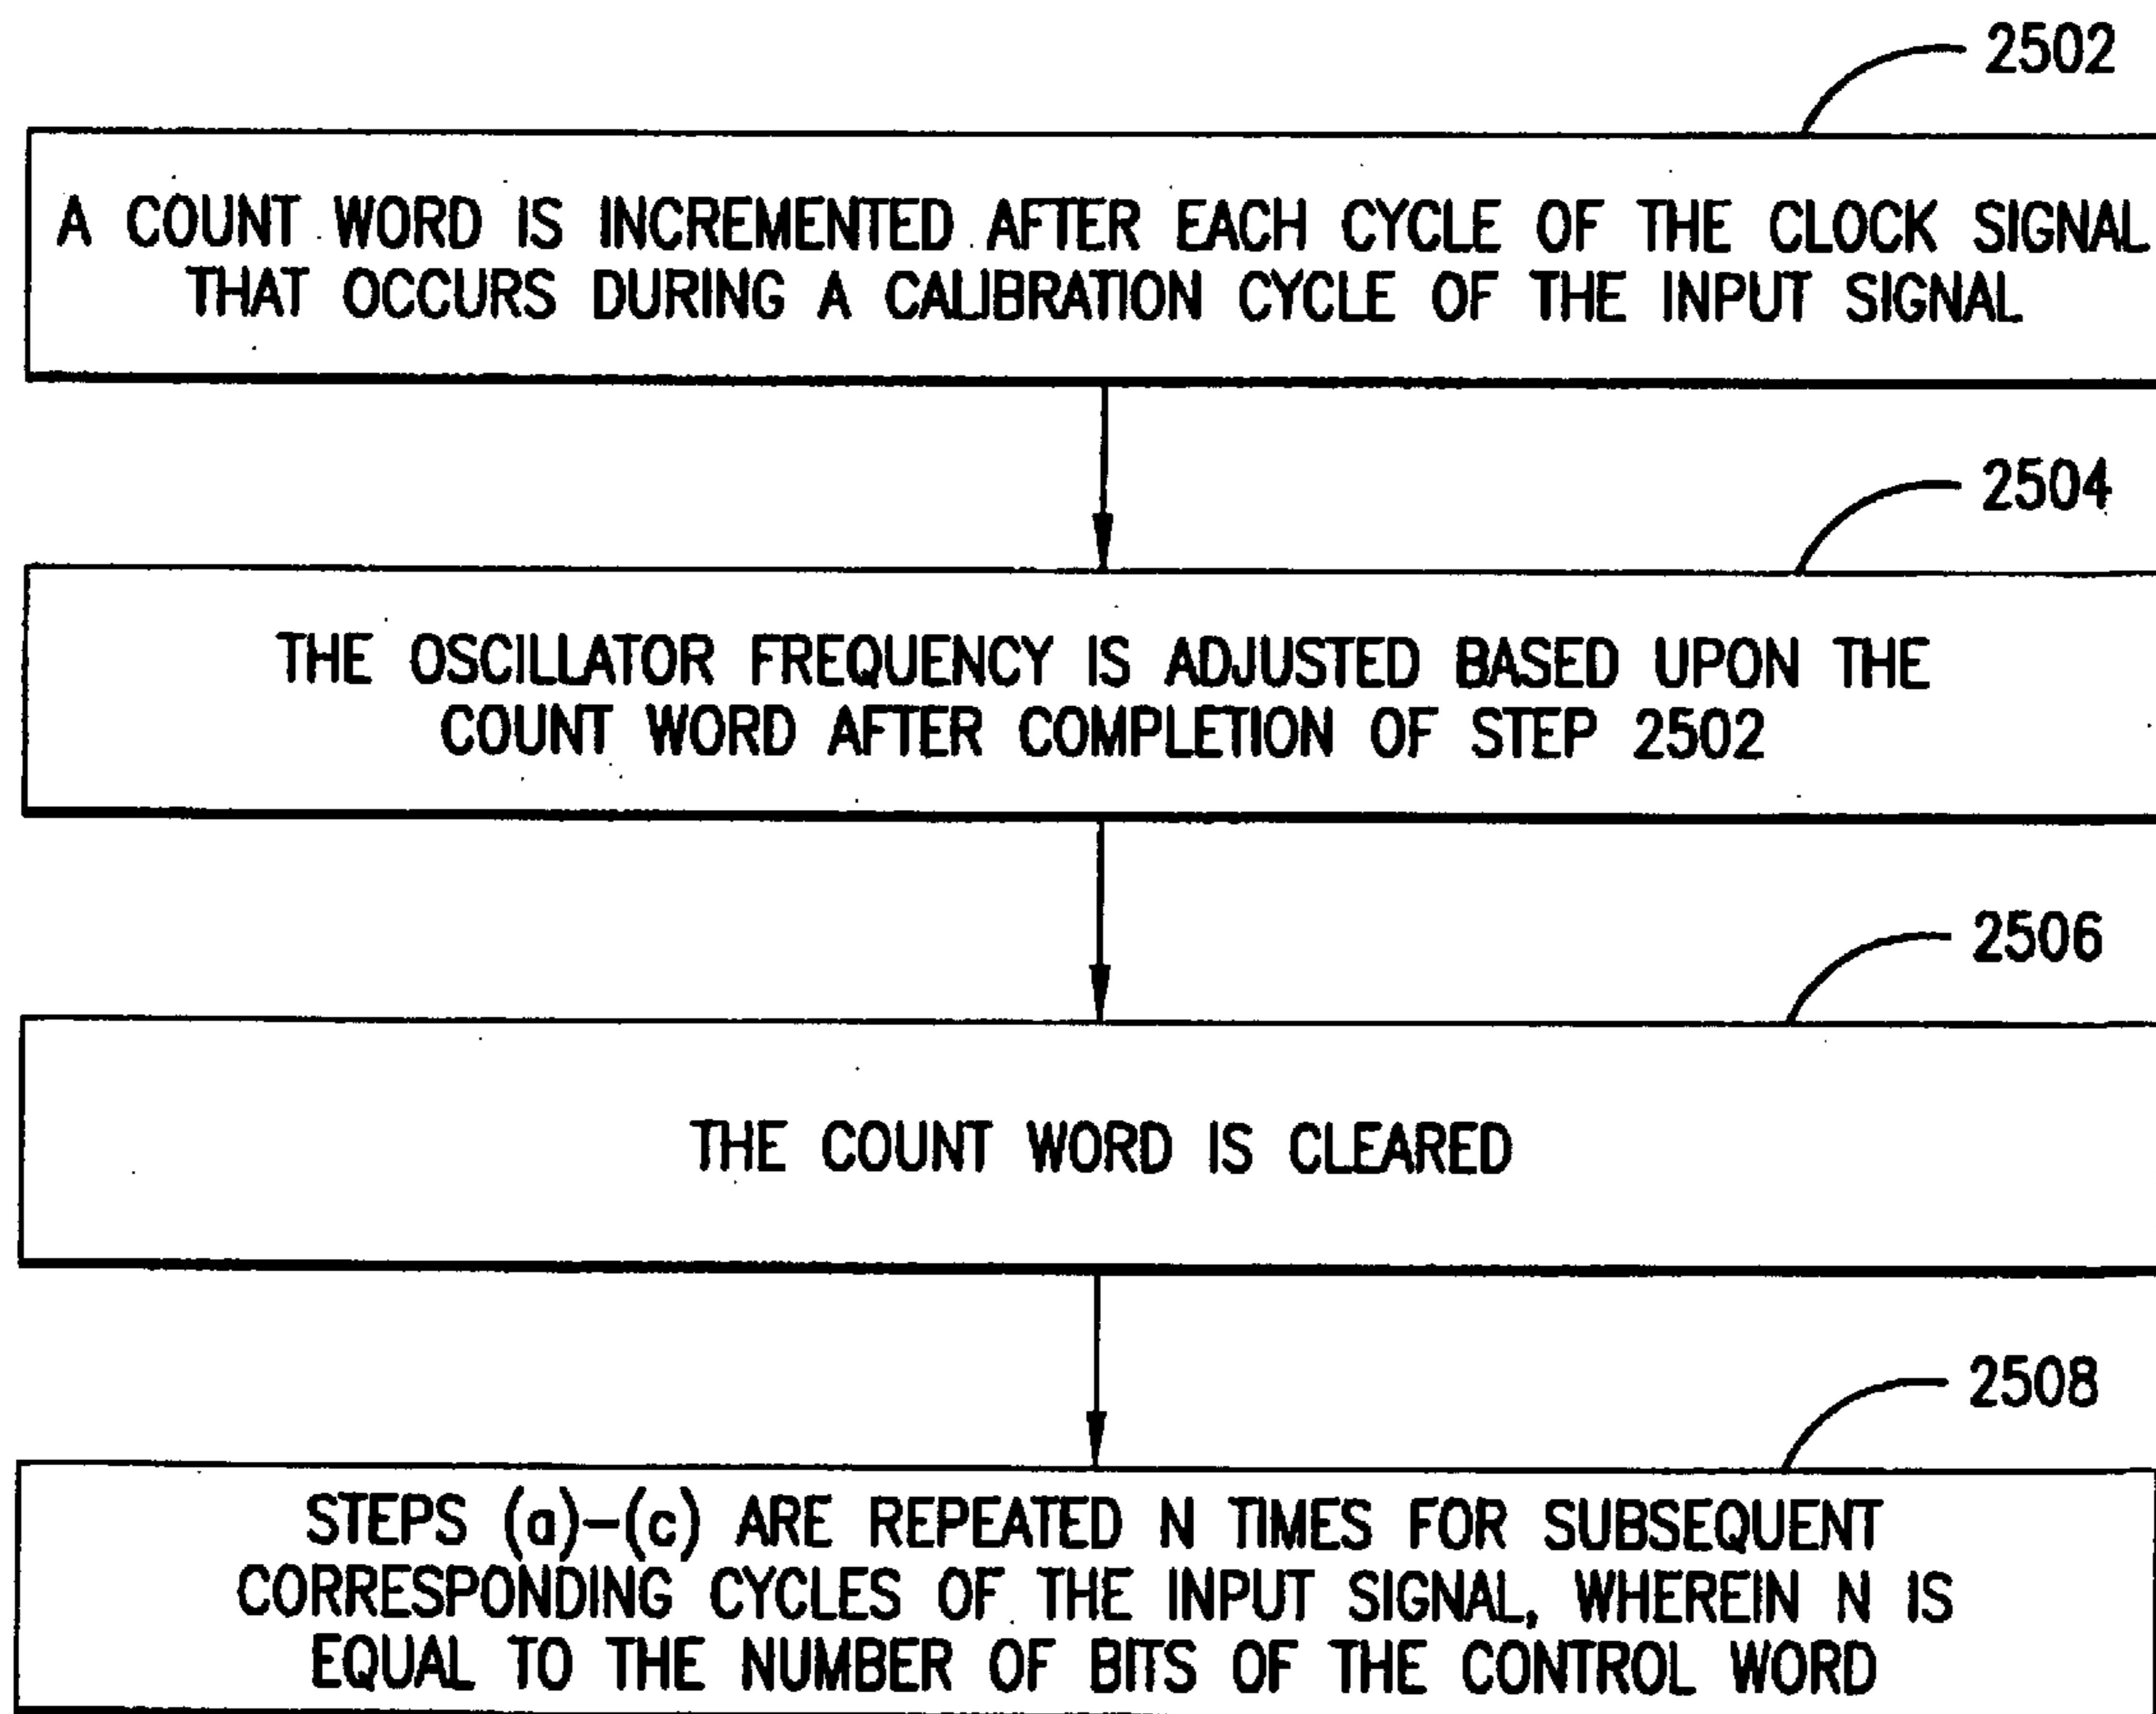 2502
A COUNT WORD IS INCREMENTED AFTER EACH CYCLE OF THE CLOCK SIGNAL
THAT OCCURS DURING A CALIBRATION CYCLE OF THE INPUT SIGNAL
2504
THE OSCILLATOR FREQUENCY IS ADJUSTED BASED UPON THE
COUNT WORD AFTER COMPLETION OF STEP 2502
2506
THE COUNT WORD IS CLEARED
2508
STEPS (a)-(c) ARE REPEATED N TIMES FOR SUBSEQUENT
CORRESPONDING CYCLES OF THE INPUT SIGNAL, WHEREIN N IS
EQUAL TO THE NUMBER OF BITS OF THE CONTROL WORD